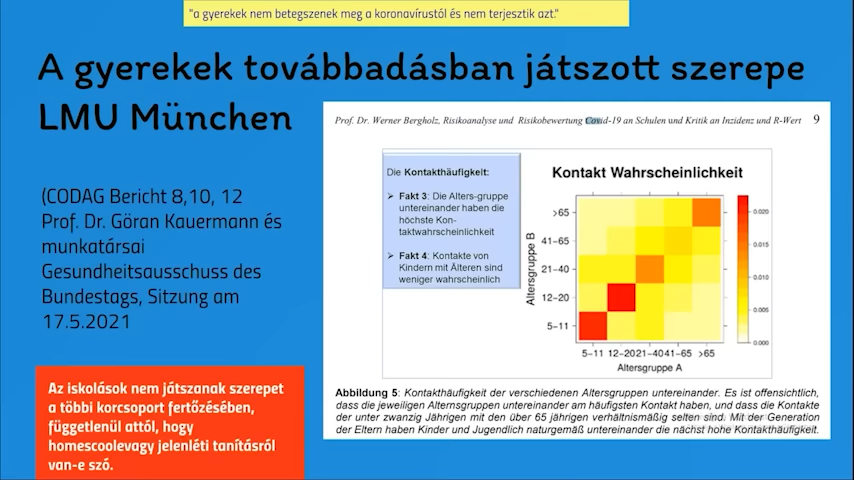 "a gyerekek nem betegszenek meg a koronavírustól és nem terjesztik azt."
A gyerekek továbbadásban játszott szerepe
LMU München
(CODAG Bericht 8,10, 12
Prof. Dr. Göran Kauermann és
munkatársai
Gesundheitsausschuss des
Bundestags, Sitzung am
17.5.2021
Az iskolások nem játszanak szerepet
a többi korcsoport fertőzésében,
függetlenül attól, hogy
homescoolevagy jelenléti tanításról
van-e szó.
Prof. Dr. Werner Bergholz, Risikoanalyse und Risikobewertung Covid-19 an Schulen und Kritik an Inzidenz und R-Wert 9
Die Kontakthäufigkeit:
➢ Fakt 3: Die Alters-gruppe
untereinander haben die
höchste Kon-
taktwahrscheinlichkeit
➢ Fakt 4: Kontakte von
Kindern mit Älteren sind
weniger wahrscheinlich
Kontakt Wahrscheinlichkeit
Altersgruppe B
>65
41–65
21–40
12–20
5–11
5–11 12–20 21–40 41–65 >65
Altersgruppe A
0.020
0.015
0.010
0.005
0.000
Abbildung 5: Kontakthäufigkeit der verschiedenen Altersgruppen untereinander. Es ist offensichtlich,
dass die jeweiligen Alternsgruppen untereinander am häufigsten Kontakt haben, und dass die Kontakte
der unter zwanzig Jährigen mit den über 65 jährigen verhältnismäßig selten sind. Mit der Generation
der Eltern haben Kinder und Jugendlich naturgemäß untereinander die nächst hohe Kontakthäufigkeit.